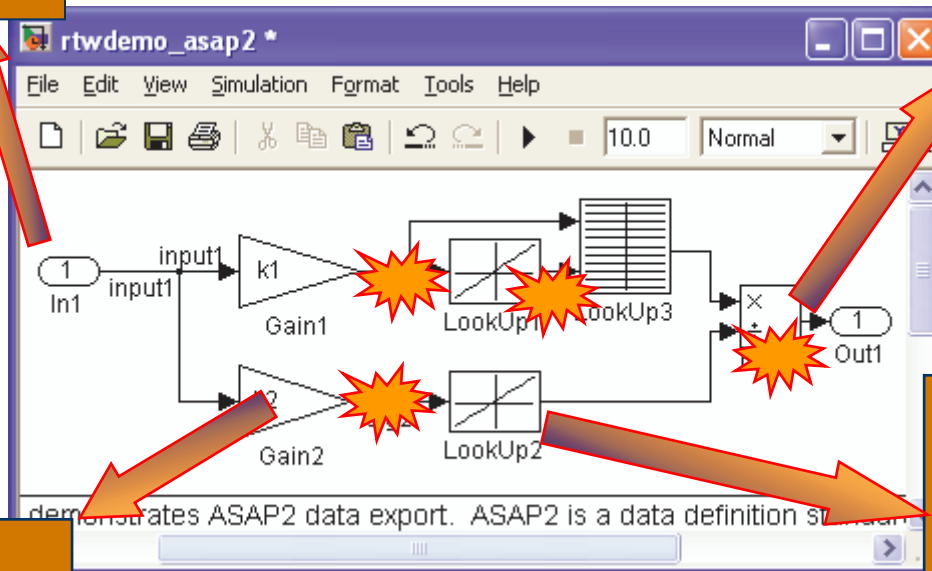 rtwdemo_asap2 *
File Edit View Simulation Format Tools Help
10.0 Normal
1
In1
input1
input1
k1
Gain1
LookUp1
LookUp3
×
÷
1
Out1
2
Gain2
LookUp2
demonstrates ASAP2 data export. ASAP2 is a data definition